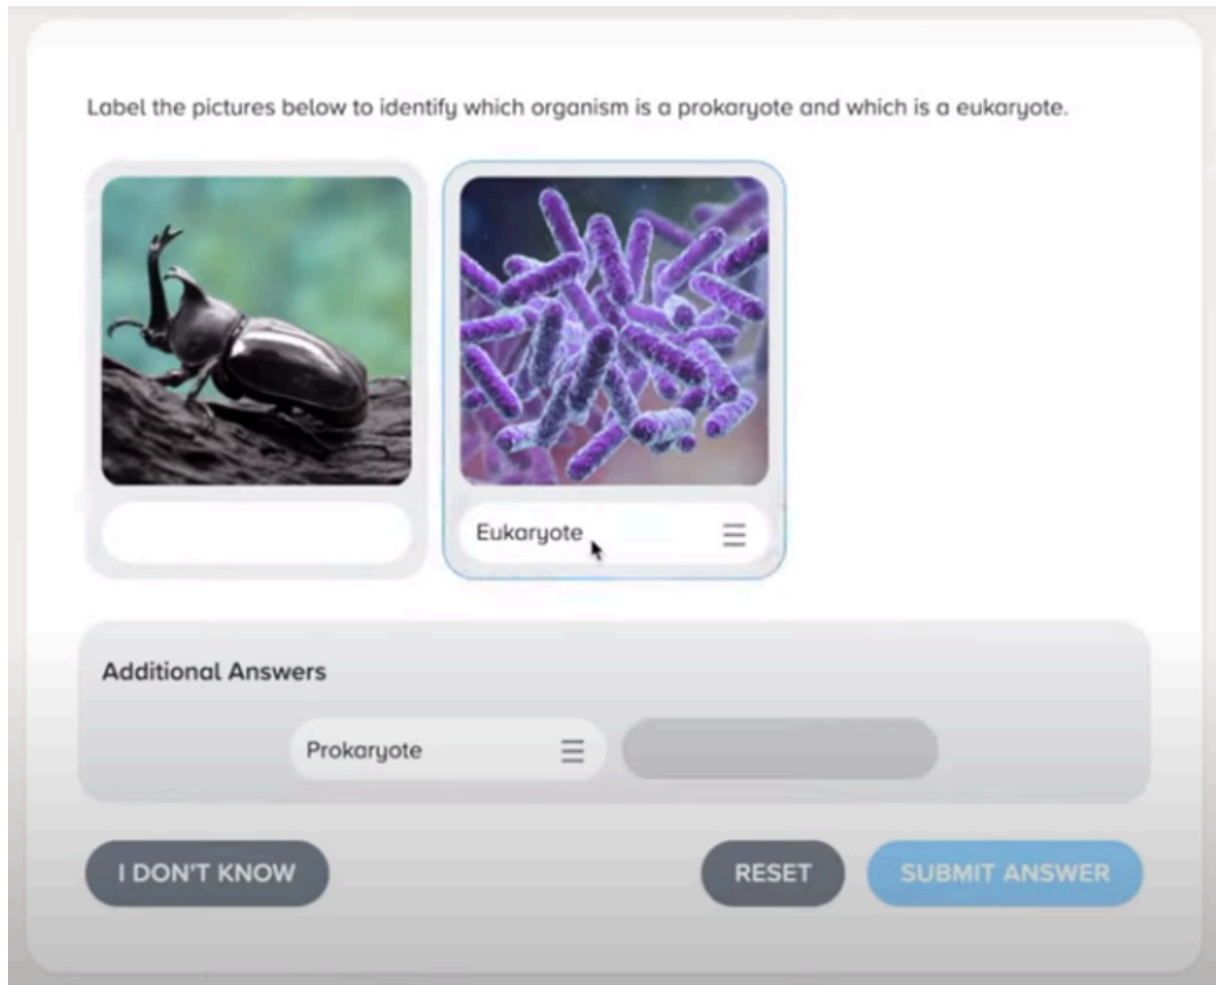 Label the pictures below to identify which organism is a prokaryote and which is a eukaryote.
Eukaryote
Additional Answers
Prokaryote
I DON'T KNOW
RESET
SUBMIT ANSWER